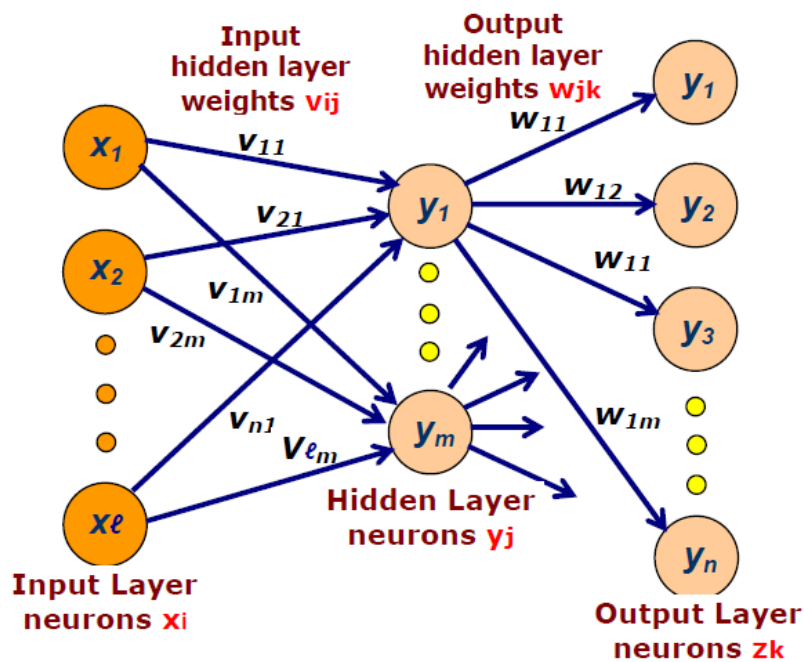 Input
hidden layer
weights vij
Output
hidden layer
weights wjk
x1
x2
xℓ
v11
v21
v1m
v2m
vn1
Vℓm
y1
ym
w11
w12
w11
w1m
y1
y2
y3
yn
Hidden Layer
neurons yj
Input Layer
neurons xi
Output Layer
neurons zk